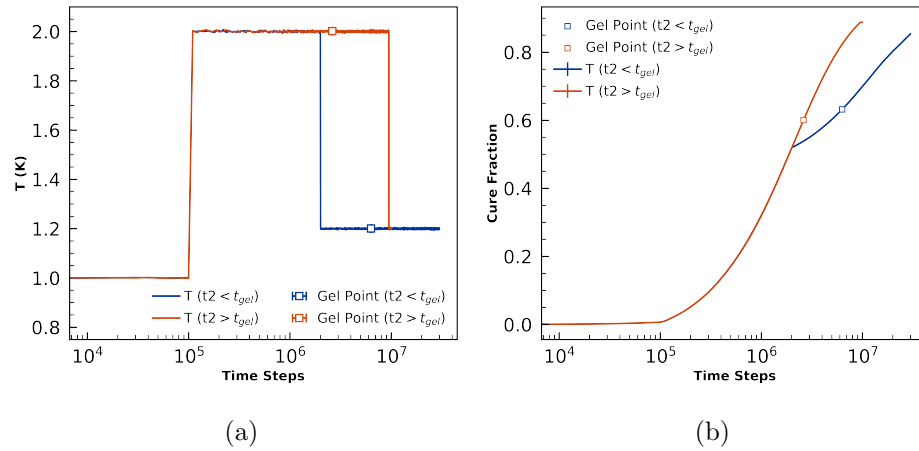 2.0
1.8
1.6
1.4
1.2
1.0
0.8
T (K)
T (t2 < t_gel)
T (t2 > t_gel)
Gel Point (t2 < t_gel)
Gel Point (t2 > t_gel)
10^4
10^5
10^6
10^7
Time Steps
(a)
0.8
0.6
0.4
0.2
0.0
Cure Fraction
Gel Point (t2 < t_gel)
Gel Point (t2 > t_gel)
T (t2 < t_gel)
T (t2 > t_gel)
10^4
10^5
10^6
10^7
Time Steps
(b)